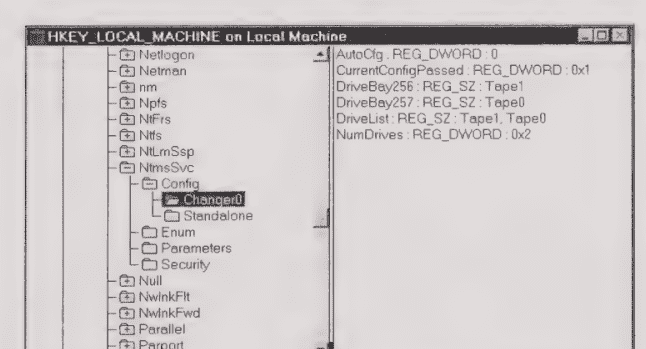 HKEY_LOCAL_MACHINE on Local Machine
Netlogon
Netman
nm
Npfs
NtFrs
Ntfs
NtLmSsp
NtmsSvc
Config
Changer0
Standalone
Enum
Parameters
Security
Null
NwlnkFlt
NwlnkFwd
Parallel
Parport
AutoCfg : REG_DWORD : 0
CurrentConfigPassed : REG_DWORD : 0x1
DriveBay256 : REG_SZ : Tape1
DriveBay257 : REG_SZ : Tape0
DriveList : REG_SZ : Tape1, Tape0
NumDrives : REG_DWORD : 0x2